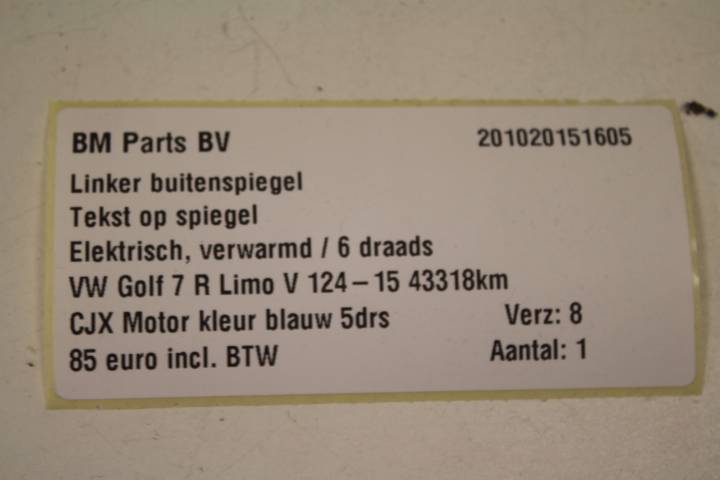 BM Parts BV 201020151605
Linker buitenspiegel
Tekst op spiegel
Elektrisch, verwarmd / 6 draads
VW Golf 7 R Limo V 124 – 15 43318km
CJX Motor kleur blauw 5drs Verz: 8
85 euro incl. BTW Aantal: 1